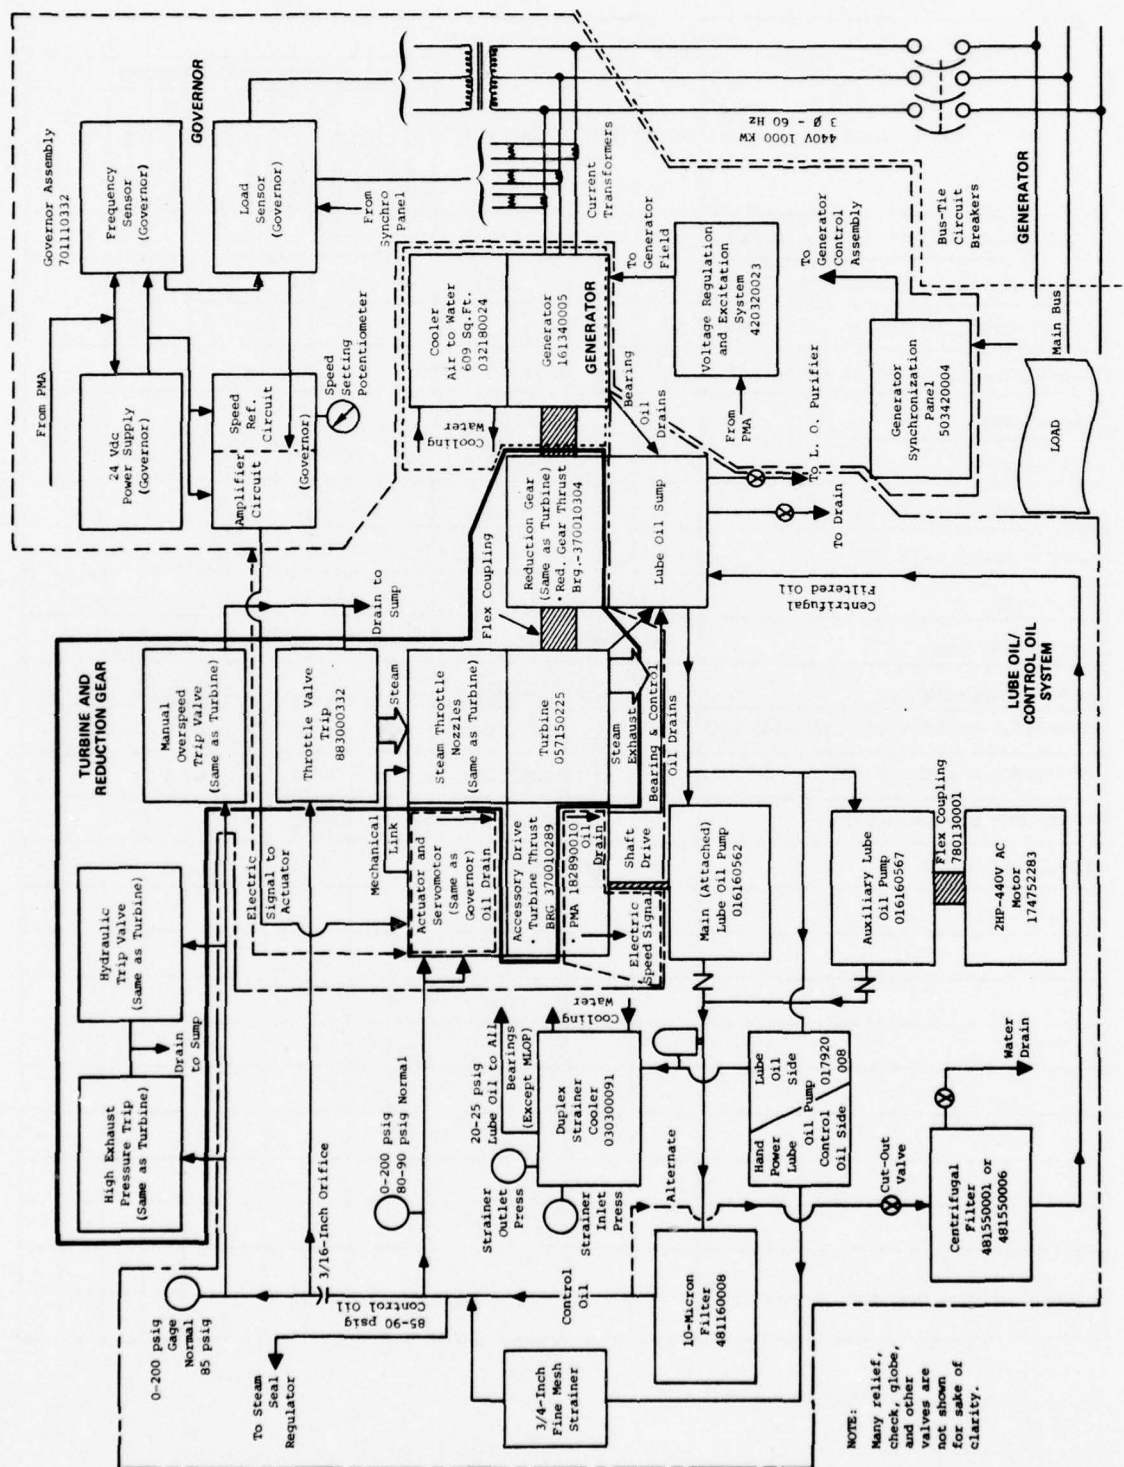 0-200 psig
Gage
Normal
85 psig
To Steam
Seal
Regulator
High Exhaust
Pressure Trip
(Same as Turbine)
Drain
to Sump
Hydraulic
Trip Valve
(Same as Turbine)
TURBINE AND
REDUCTION GEAR
Manual
Overspeed
Trip Valve
(Same as Turbine)
Drain to
Sump
Throttle Valve
Trip
883000332
Steam
From PMA
24 Vdc
Power Supply
(Governor)
Governor Assembly
701110332
Frequency
Sensor
(Governor)
GOVERNOR
Amplifier
Circuit
Speed
Ref.
Circuit
(Governor)
Speed
Setting
Potentiometer
Load
Sensor
(Governor)
From
Synchro
Panel
3/16-Inch Orifice
85-90 psig
Control Oil
0-200 psig
80-90 psig Normal
Electric
Signal to
Actuator
Mechanical
Link
Actuator and
Servomotor
(Same as
Governor)
Oil Drain
Steam Throttle
Nozzles
(Same as Turbine)
Flex Coupling
Cooling
Water
Cooler
Air to Water
609 Sq.Ft.
032180024
Current
Transformers
440V 1000 KW
3 Ø - 60 Hz
3/4-Inch
Fine Mesh
Strainer
Control
Oil
Strainer
Outlet
Press
Strainer
Inlet
Press
20-25 psig
Lube Oil to All
Bearings
(Except MLOP)
Duplex
Strainer
Cooler
030300091
Cooling
Water
Accessory Drive
• Turbine Thrust
BRG 370010289
• PMA 182890010
Oil
Drain
Electric
Speed Signal
Shaft
Drive
Turbine
057150225
Steam
Exhaust
Bearing & Control
Oil Drains
Reduction Gear
(Same as Turbine)
• Red. Gear Thrust
Brg.-370010304
Generator
161340005
GENERATOR
To
Generator
Field
Bearing
Oil
Drains
Lube Oil Sump
Voltage Regulation
and Excitation
System
420320023
From
PMA
10-Micron
Filter
481160008
Alternate
Hand
Power
Lube
Oil Pump
Lube
Oil
Side
017920
008
Control
Oil Side
Main (Attached)
Lube Oil Pump
016160562
To L. O. Purifier
To Drain
To
Generator
Control
Assembly
Bus-Tie
Circuit
Breakers
GENERATOR
Generator
Synchronization
Panel
503420004
Main Bus
LOAD
Cut-Out
Valve
Centrifugal
Filter
481550001 or
481550006
Water
Drain
Auxiliary Lube
Oil Pump
016160567
Flex Coupling
780130001
2HP-440V AC
Motor
174752283
Centrifugal
Filtered Oil
LUBE OIL/
CONTROL OIL
SYSTEM
NOTE:
Many relief,
check, globe,
and other
valves are
not shown
for sake of
clarity.